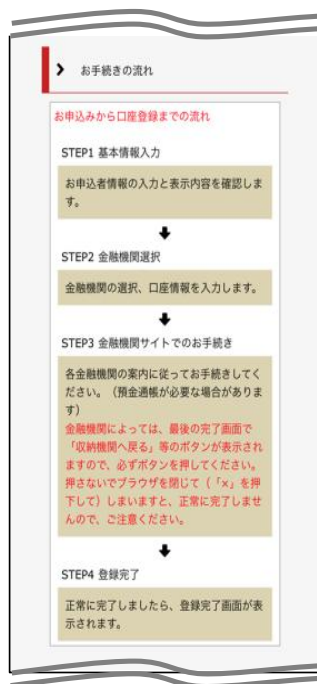 お手続きの流れ
お申込みから口座登録までの流れ
STEP1 基本情報入力
お申込者情報の入力と表示内容を確認しま
す。
STEP2 金融機関選択
金融機関の選択、口座情報を入力します。
STEP3 金融機関サイトでのお手続き
各金融機関の案内に従ってお手続きしてく
ださい。（預金通帳が必要な場合がありま
す）
金融機関によっては、最後の完了画面で
「収納機関へ戻る」等のボタンが表示され
ますので、必ずボタンを押してください。
押さないでブラウザを閉じて（「×」を押
下して）しまいますと、正常に完了しませ
んので、ご注意ください。
STEP4 登録完了
正常に完了しましたら、登録完了画面が表
示されます。